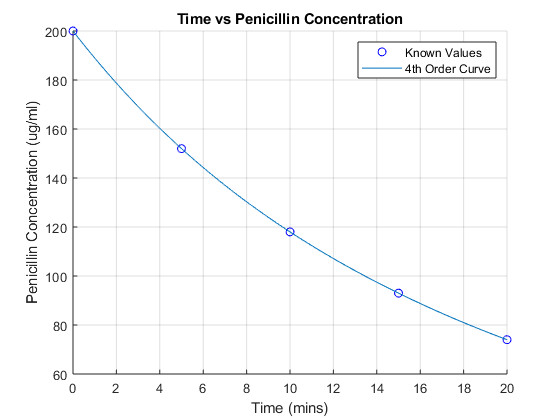 Time vs Penicillin Concentration
Known Values
4th Order Curve
Penicillin Concentration (ug/ml)
200
180
160
140
120
100
80
60
0 2 4 6 8 10 12 14 16 18 20
Time (mins)